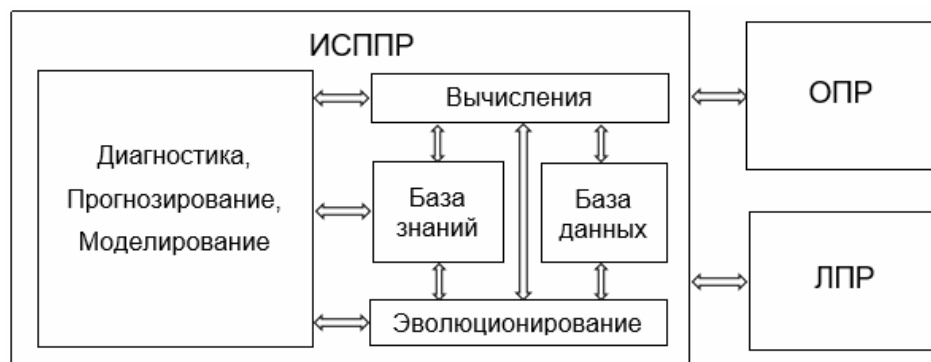 ИСППР
Диагностика,
Прогнозирование,
Моделирование
Вычисления
База
знаний
База
данных
Эволюционирование
ОПР
ЛПР